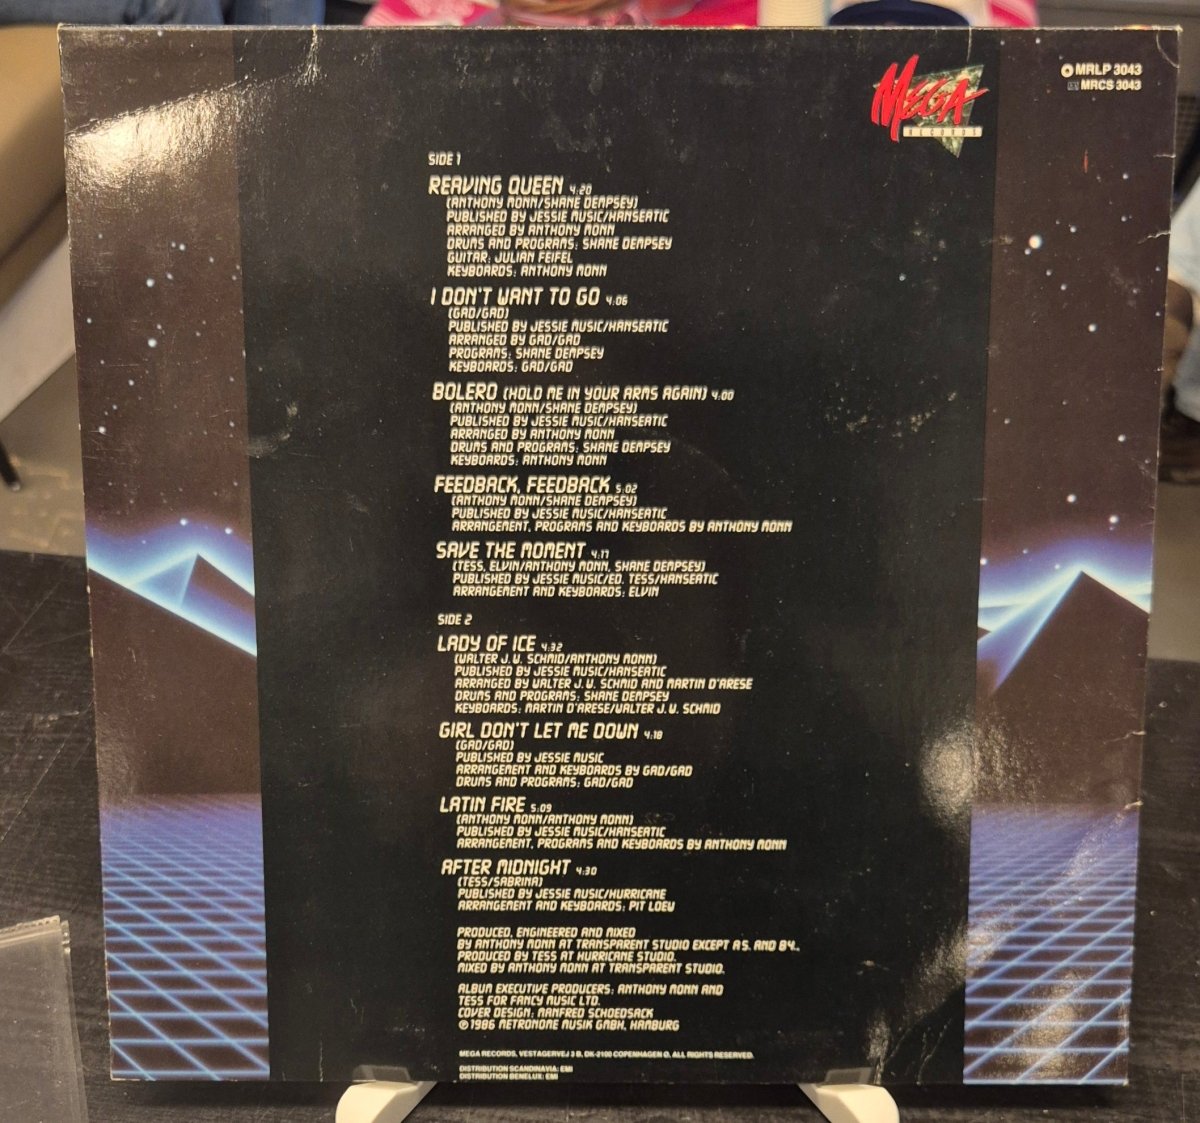 MEGA
RECORDS
MRLP 3043
MRCS 3043
SIDE 1
REAVING QUEEN 4:20
(ANTHONY MONN/SHANE DEMPSEY)
PUBLISHED BY JESSIE MUSIC/HANSEATIC
ARRANGED BY ANTHONY MONN
DRUMS AND PROGRAMS: SHANE DEMPSEY
GUITAR: JULIAN FEIFEL
KEYBOARDS: ANTHONY MONN
I DON'T WANT TO GO 4:06
(GAD/GAD)
PUBLISHED BY JESSIE MUSIC/HANSEATIC
ARRANGED BY GAD/GAD
PROGRAMS: SHANE DEMPSEY
KEYBOARDS: GAD/GAD
BOLERO (HOLD ME IN YOUR ARMS AGAIN) 4:00
(ANTHONY MONN/SHANE DEMPSEY)
PUBLISHED BY JESSIE MUSIC/HANSEATIC
ARRANGED BY ANTHONY MONN
DRUMS AND PROGRAMS: SHANE DEMPSEY
KEYBOARDS: ANTHONY MONN
FEEDBACK, FEEDBACK 5:02
(ANTHONY MONN/SHANE DEMPSEY)
PUBLISHED BY JESSIE MUSIC/HANSEATIC
ARRANGEMENT, PROGRAMS AND KEYBOARDS BY ANTHONY MONN
SAVE THE MOMENT 4:17
(TESS, ELVIN/ANTHONY MONN, SHANE DEMPSEY)
PUBLISHED BY JESSIE MUSIC/ED. TESS/HANSEATIC
ARRANGEMENT AND KEYBOARDS: ELVIN
SIDE 2
LADY OF ICE 4:32
(WALTER J.W. SCHMID/ANTHONY MONN)
PUBLISHED BY JESSIE MUSIC/HANSEATIC
ARRANGED BY WALTER J.W. SCHMID AND MARTIN D'ARESE
DRUMS AND PROGRAMS: SHANE DEMPSEY
KEYBOARDS: MARTIN D'ARESE/WALTER J.W. SCHMID
GIRL DON'T LET ME DOWN 4:18
(GAD/GAD)
PUBLISHED BY JESSIE MUSIC
ARRANGEMENT AND KEYBOARDS BY GAD/GAD
DRUMS AND PROGRAMS: GAD/GAD
LATIN FIRE 5:09
(ANTHONY MONN/ANTHONY MONN)
PUBLISHED BY JESSIE MUSIC/HANSEATIC
ARRANGEMENT, PROGRAMS AND KEYBOARDS BY ANTHONY MONN
AFTER MIDNIGHT 4:30
(TESS/SABRINA)
PUBLISHED BY JESSIE MUSIC/HURRICANE
ARRANGEMENT AND KEYBOARDS: PIT LOEW
PRODUCED, ENGINEERED AND MIXED
BY ANTHONY MONN AT TRANSPARENT STUDIO EXCEPT A5. AND B4..
PRODUCED BY TESS AT HURRICANE STUDIO.
MIXED BY ANTHONY MONN AT TRANSPARENT STUDIO.
ALBUM EXECUTIVE PRODUCERS: ANTHONY MONN AND
TESS FOR FANCY MUSIC LTD.
COVER DESIGN: MANFRED SCHOEDSACK
℗ 1986 METRONOME MUSIK GMBH, HAMBURG
MEGA RECORDS, VESTAGERVEJ 3 B, DK-2100 COPENHAGEN Ø. ALL RIGHTS RESERVED.
DISTRIBUTION SCANDINAVIA: EMI
DISTRIBUTION BENELUX: EMI